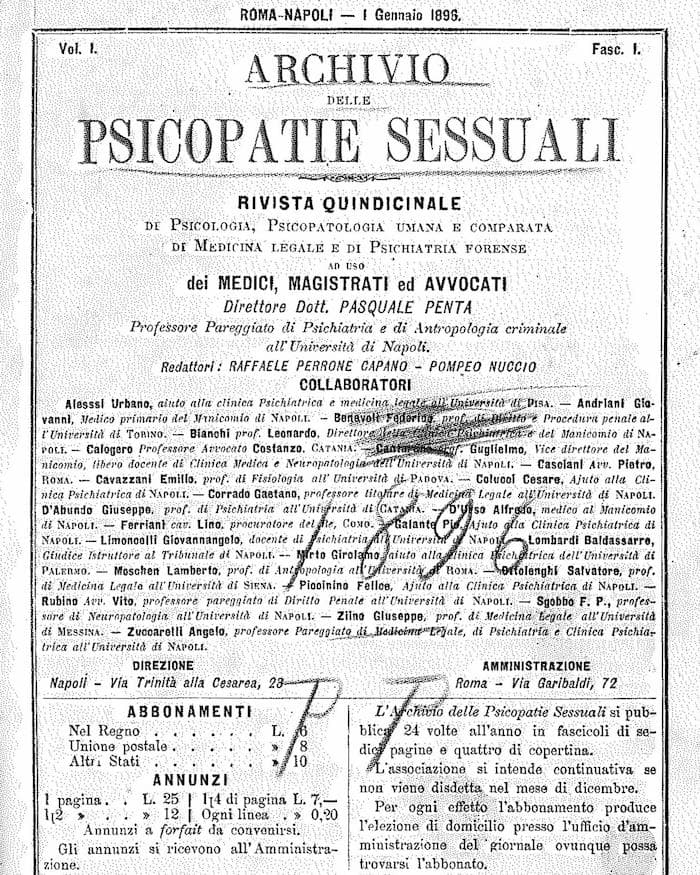 ROMA-NAPOLI — 1 Gennaio 1896.
Vol. I. Fasc. I.
ARCHIVIO
DELLE
PSICOPATIE SESSUALI
RIVISTA QUINDICINALE
DI PSICOLOGIA, PSICOPATOLOGIA UMANA E COMPARATA
DI MEDICINA LEGALE E DI PSICHIATRIA FORENSE
AD USO
dei MEDICI, MAGISTRATI ed AVVOCATI
Direttore Dott. PASQUALE PENTA
Professore Pareggiato di Psichiatria e di Antropologia criminale
all'Università di Napoli.
Redattori: RAFFAELE PERRONE CAPANO - POMPEO NUCCIO
COLLABORATORI
Alesssi Urbano, aiuto alla clinica Psichiatrica e medicina legale all'Università di PISA. — Andriani Gio-
vanni, Medico primario del Manicomio di NAPOLI. — Benavoli Federico, prof. di Diritto e Procedura penale al-
l'Università di TORINO. — Bianchi prof. Leonardo, Direttore della Clinica Psichiatrica e del Manicomio di NA-
POLI. — Calogero Professore Avvocato Costanzo, CATANIA. — prof. Guglielmo, Vice direttore del Ma-
nicomio, libero docente di Clinica Medica e Neuropatologia dell'Università di NAPOLI. — Casciani Avv. Pietro,
ROMA. — Cavazzani Emilo, prof. di Fisiologia all'Università di PADOVA. — Colucci Cesare, Ajuto alla Cli-
nica Psichiatrica di NAPOLI. — Corrado Gaetano, professore titolare di Medicina Legale all'Università di NAPOLI.
D'Abundo Giuseppe, prof. di Psichiatria all'Università di CATANIA. — D'Urso Alfredo, medico al Manicomio
di NAPOLI. — Ferriani cav. Lino, procuratore del Re, COMO. — Galante Pio, Ajuto alla Clinica Psichiatrica di
NAPOLI. — Limoncelli Giovannangelo, docente di Psichiatria all'Università di NAPOLI. — Lombardi Baldassarre,
Giudice Istruttore al Tribunale di NAPOLI. — Mirto Girolamo, aiuto alla clinica Psichiatrica dell'Università di
PALERMO. — Moschen Lamberto, prof. di Antropologia all'Università di ROMA. — Ottolenghi Salvatore, prof.
di Medicina Legale all'Università di SIENA. — Piccinino Felice, Ajuto alla Clinica Psichiatrica di NAPOLI. —
Rubino Avv. Vito, professore pareggiato di Diritto Penale all'Università di NAPOLI. — Sgobbo F. P., profes-
sore di Neuropatologia all'Università di NAPOLI. — Ziino Giuseppe, prof. di Medicina Legale all'Università
di MESSINA. — Zuccarelli Angelo, professore Pareggiato di Medicina Legale, di Psichiatria e Clinica Psichia-
trica all'Università di NAPOLI.
1896
DIREZIONE
Napoli - Via Trinità alla Cesarea, 23
AMMINISTRAZIONE
Roma - Via Garibaldi, 72
P T
ABBONAMENTI
Nel Regno . . . . . . L. 6
Unione postale . . . . . » 8
Altri Stati . . . . . . » 10
ANNUNZI
1 pagina. . L. 25 | 1[4 di pagina L. 7,—
1[2 » . . » 12 | Ogni linea . » 0,20
Annunzi a forfait da convenirsi.
Gli annunzi si ricevono all'Amministra-
zione.
L'Archivio delle Psicopatie Sessuali si pub-
blica 24 volte all'anno in fascicoli di se-
dici pagine e quattro di copertina.
L'associazione si intende continuativa se
non viene disdetta nel mese di dicembre.
Per ogni effetto l'abbonamento produce
l'elezione di domicilio presso l'ufficio d'am-
ministrazione del giornale ovunque possa
trovarsi l'abbonato.